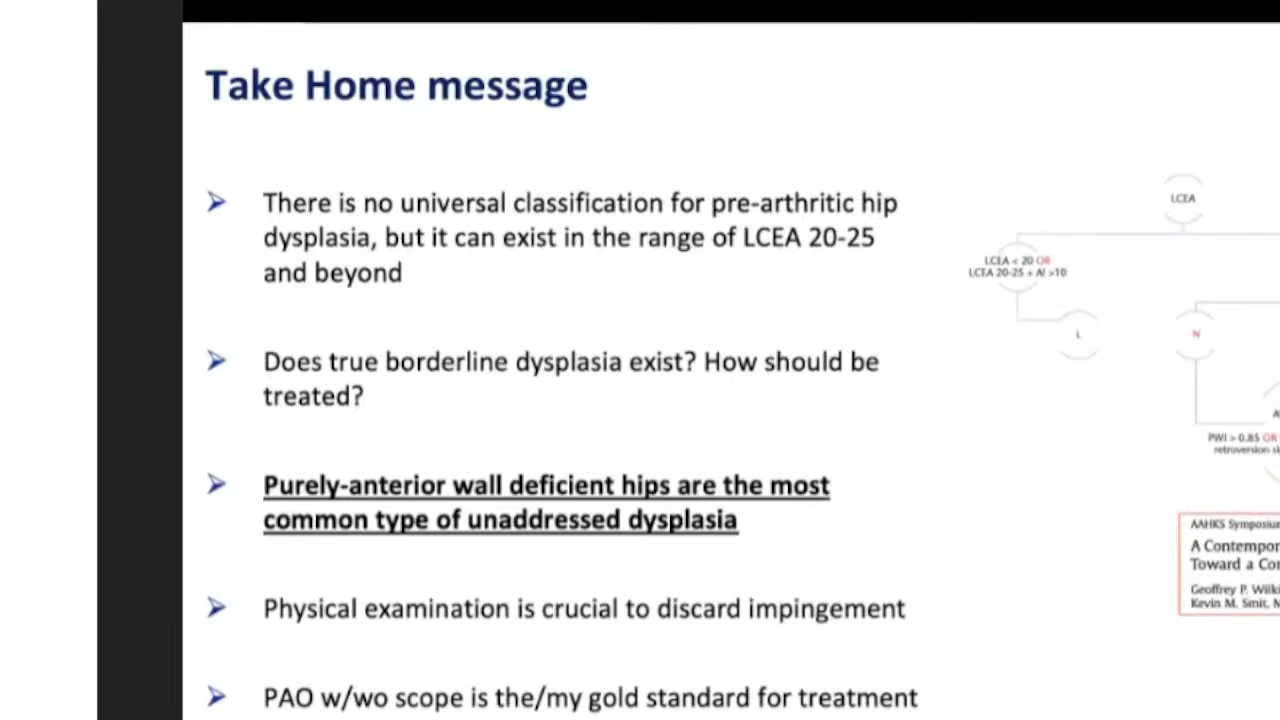 Take Home message
There is no universal classification for pre-arthritic hip
dysplasia, but it can exist in the range of LCEA 20-25
and beyond
Does true borderline dysplasia exist? How should be
treated?
Purely-anterior wall deficient hips are the most
common type of unaddressed dysplasia
Physical examination is crucial to discard impingement
PAO w/wo scope is the/my gold standard for treatment
LCEA
LCEA < 20 OR
LCEA 20-25 + AI >10
L
N
A
PWI > 0.85 OR
retroversion si
AAHKS Symposiu
A Contempor
Toward a Co
Geoffrey P. Wilki
Kevin M. Smit, M